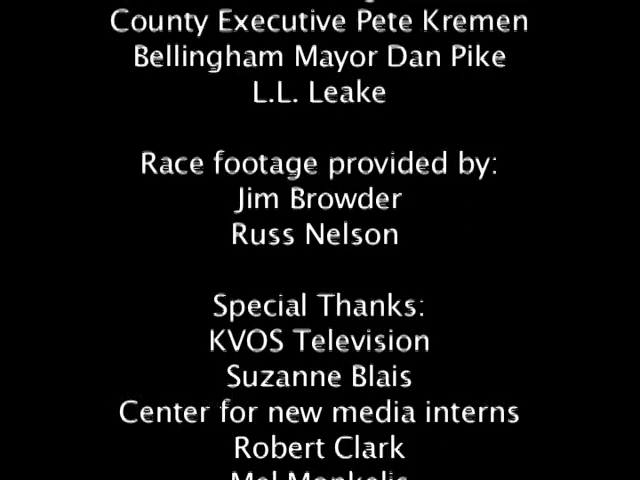 County Executive Pete Kremen
Bellingham Mayor Dan Pike
L.L. Leake
Race footage provided by:
Jim Browder
Russ Nelson
Special Thanks:
KVOS Television
Suzanne Blais
Center for new media interns
Robert Clark